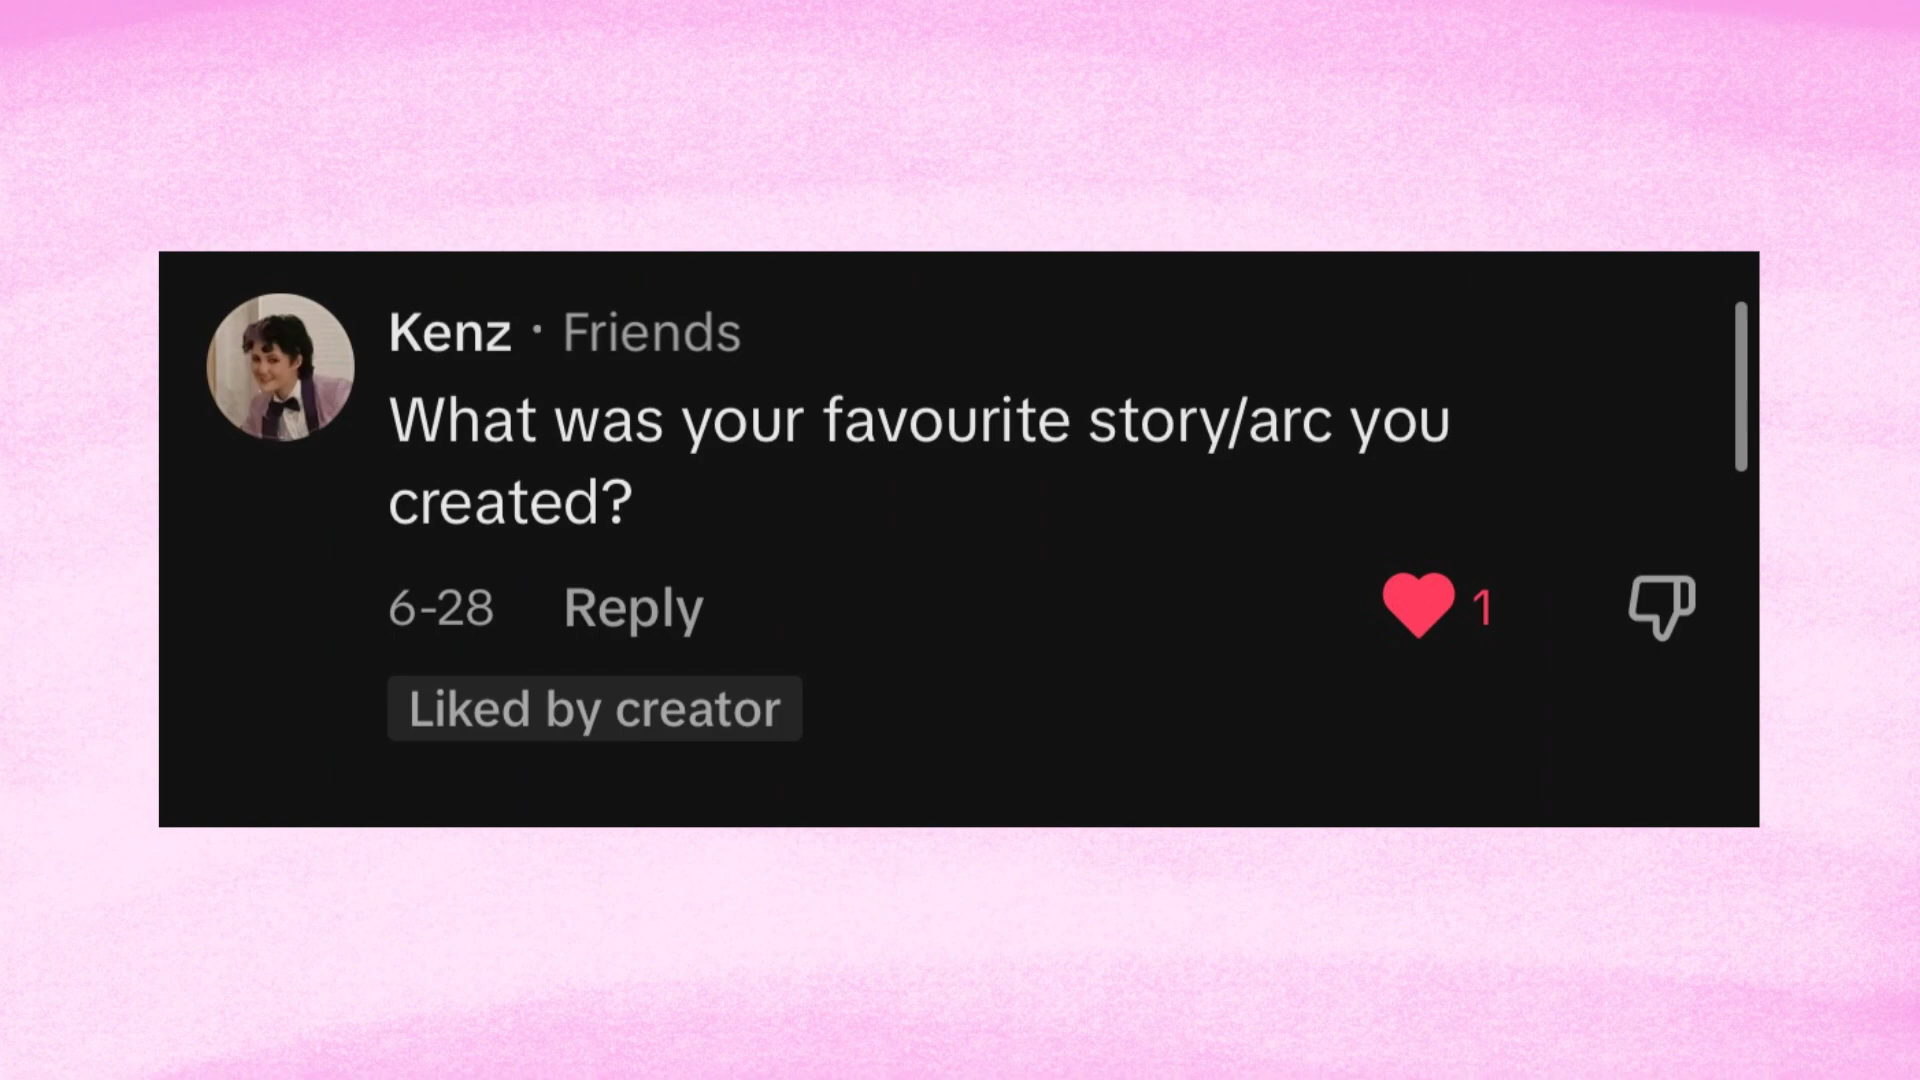 Kenz · Friends
What was your favourite story/arc you
created?
6-28 Reply 1
Liked by creator